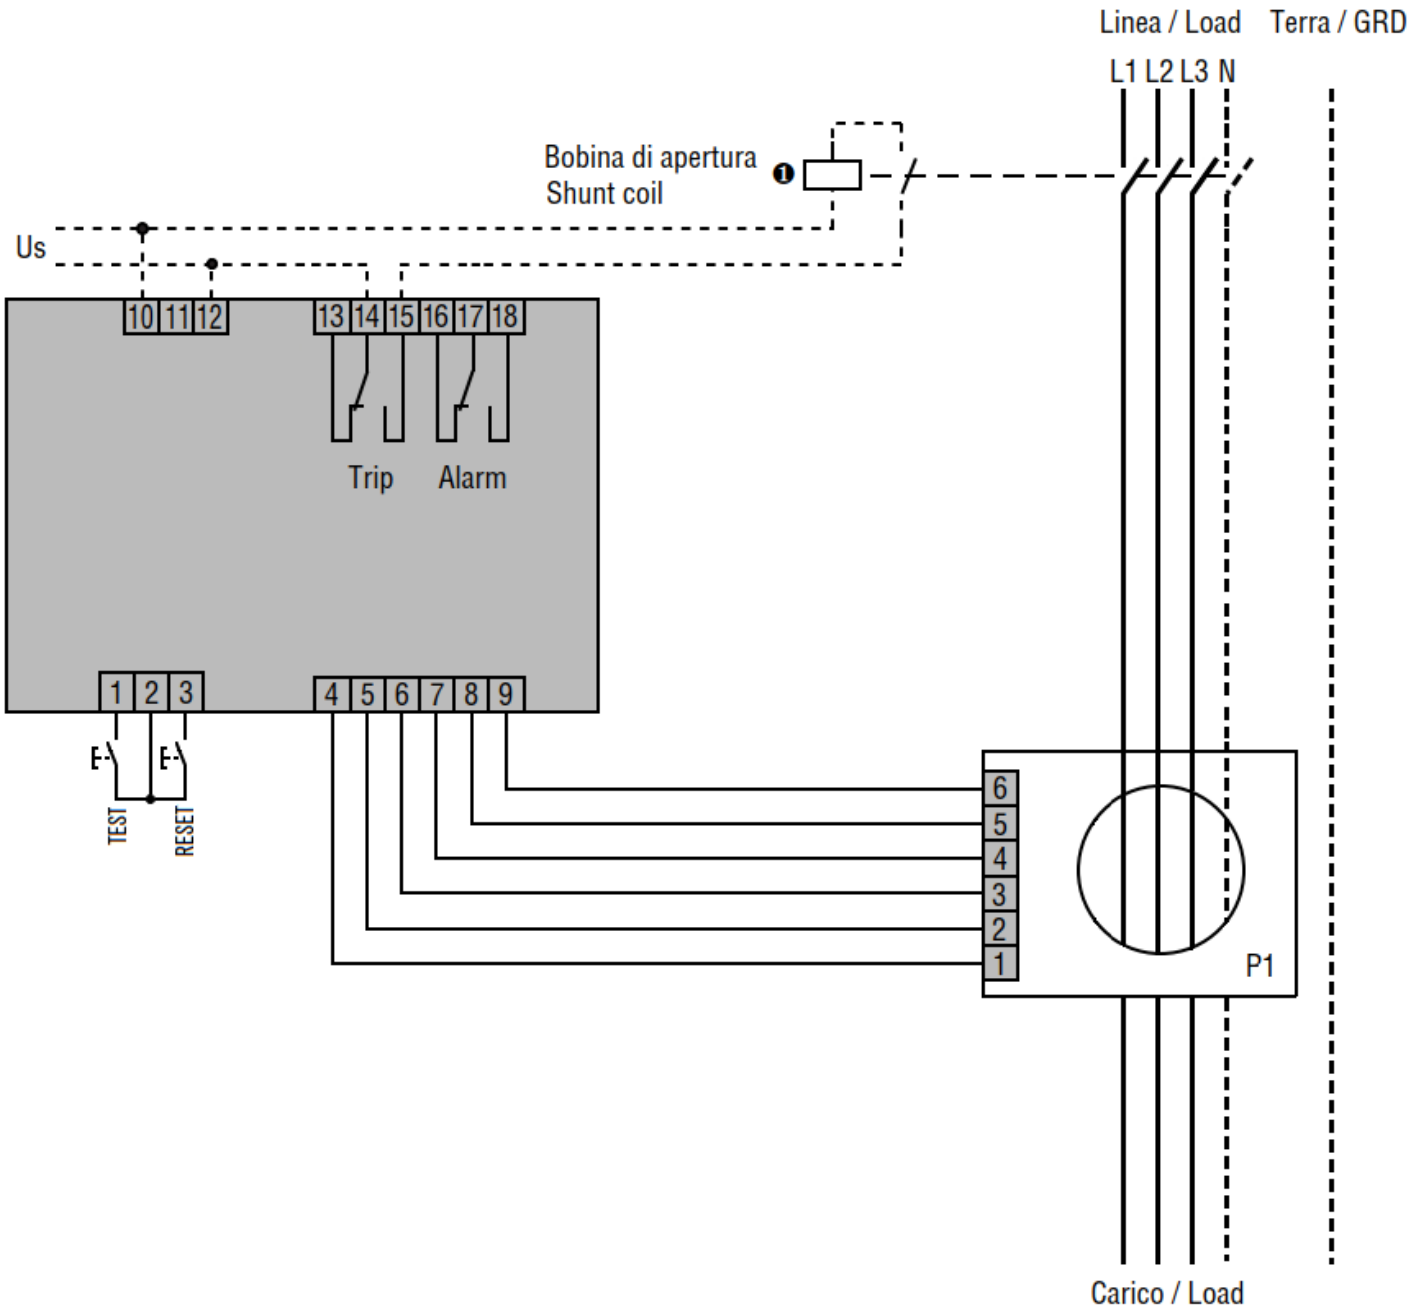 Linea / Load Terra / GRD
L1 L2 L3 N
Bobina di apertura
❶
Shunt coil
Us
10 11 12 13 14 15 16 17 18
Trip Alarm
1 2 3 4 5 6 7 8 9
TEST
RESET
6
5
4
3
2
1
P1
Carico / Load